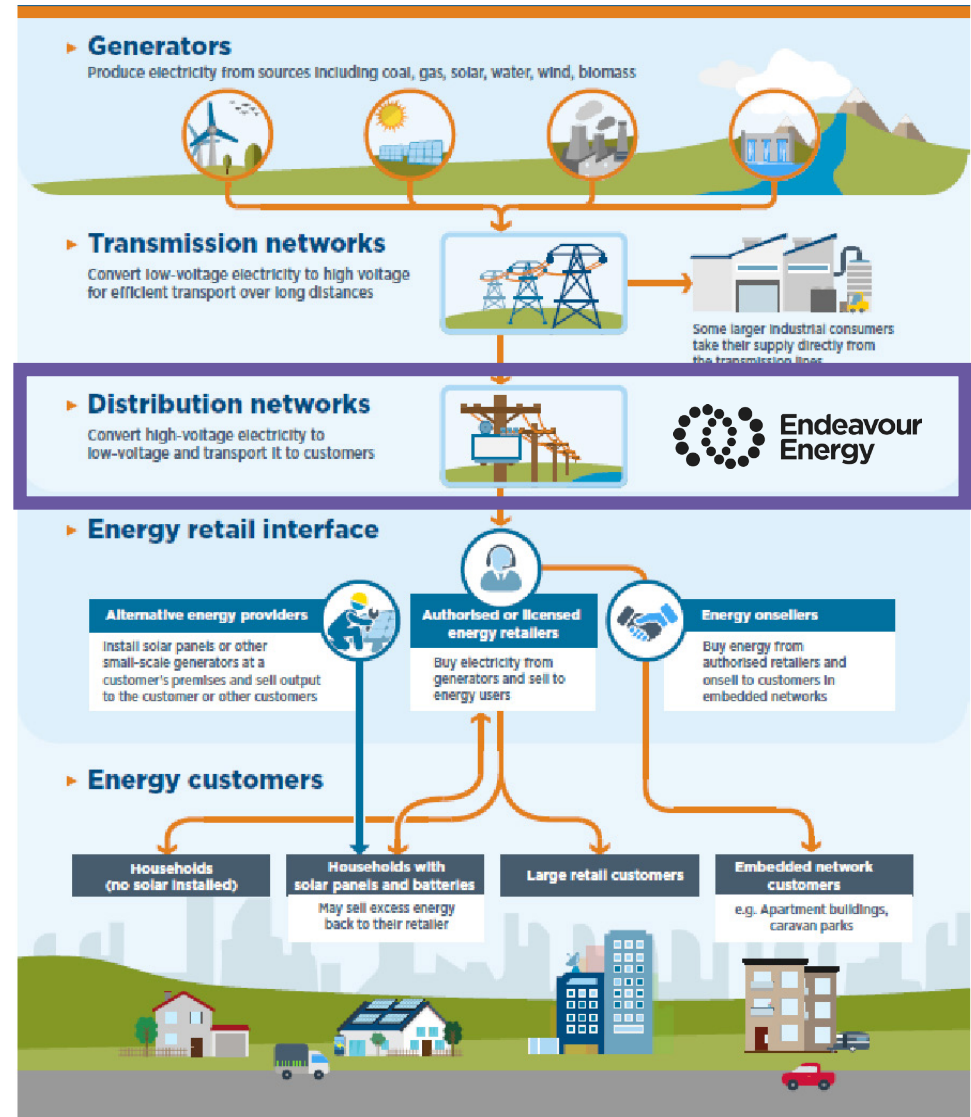 Generators
Produce electricity from sources including coal, gas, solar, water, wind, biomass
Transmission networks
Convert low-voltage electricity to high voltage
for efficient transport over long distances
Some larger industrial consumers
take their supply directly from
the transmission lines
Distribution networks
Convert high-voltage electricity to
low-voltage and transport it to customers
Endeavour
Energy
Energy retail interface
Alternative energy providers
Install solar panels or other
small-scale generators at a
customer's premises and sell output
to the customer or other customers
Authorised or licensed
energy retailers
Buy electricity from
generators and sell to
energy users
Energy onsellers
Buy energy from
authorised retailers and
onsell to customers in
embedded networks
Energy customers
Households
(no solar installed)
Households with
solar panels and batteries
May sell excess energy
back to their retailer
Large retail customers
Embedded network
customers
e.g. Apartment buildings,
caravan parks